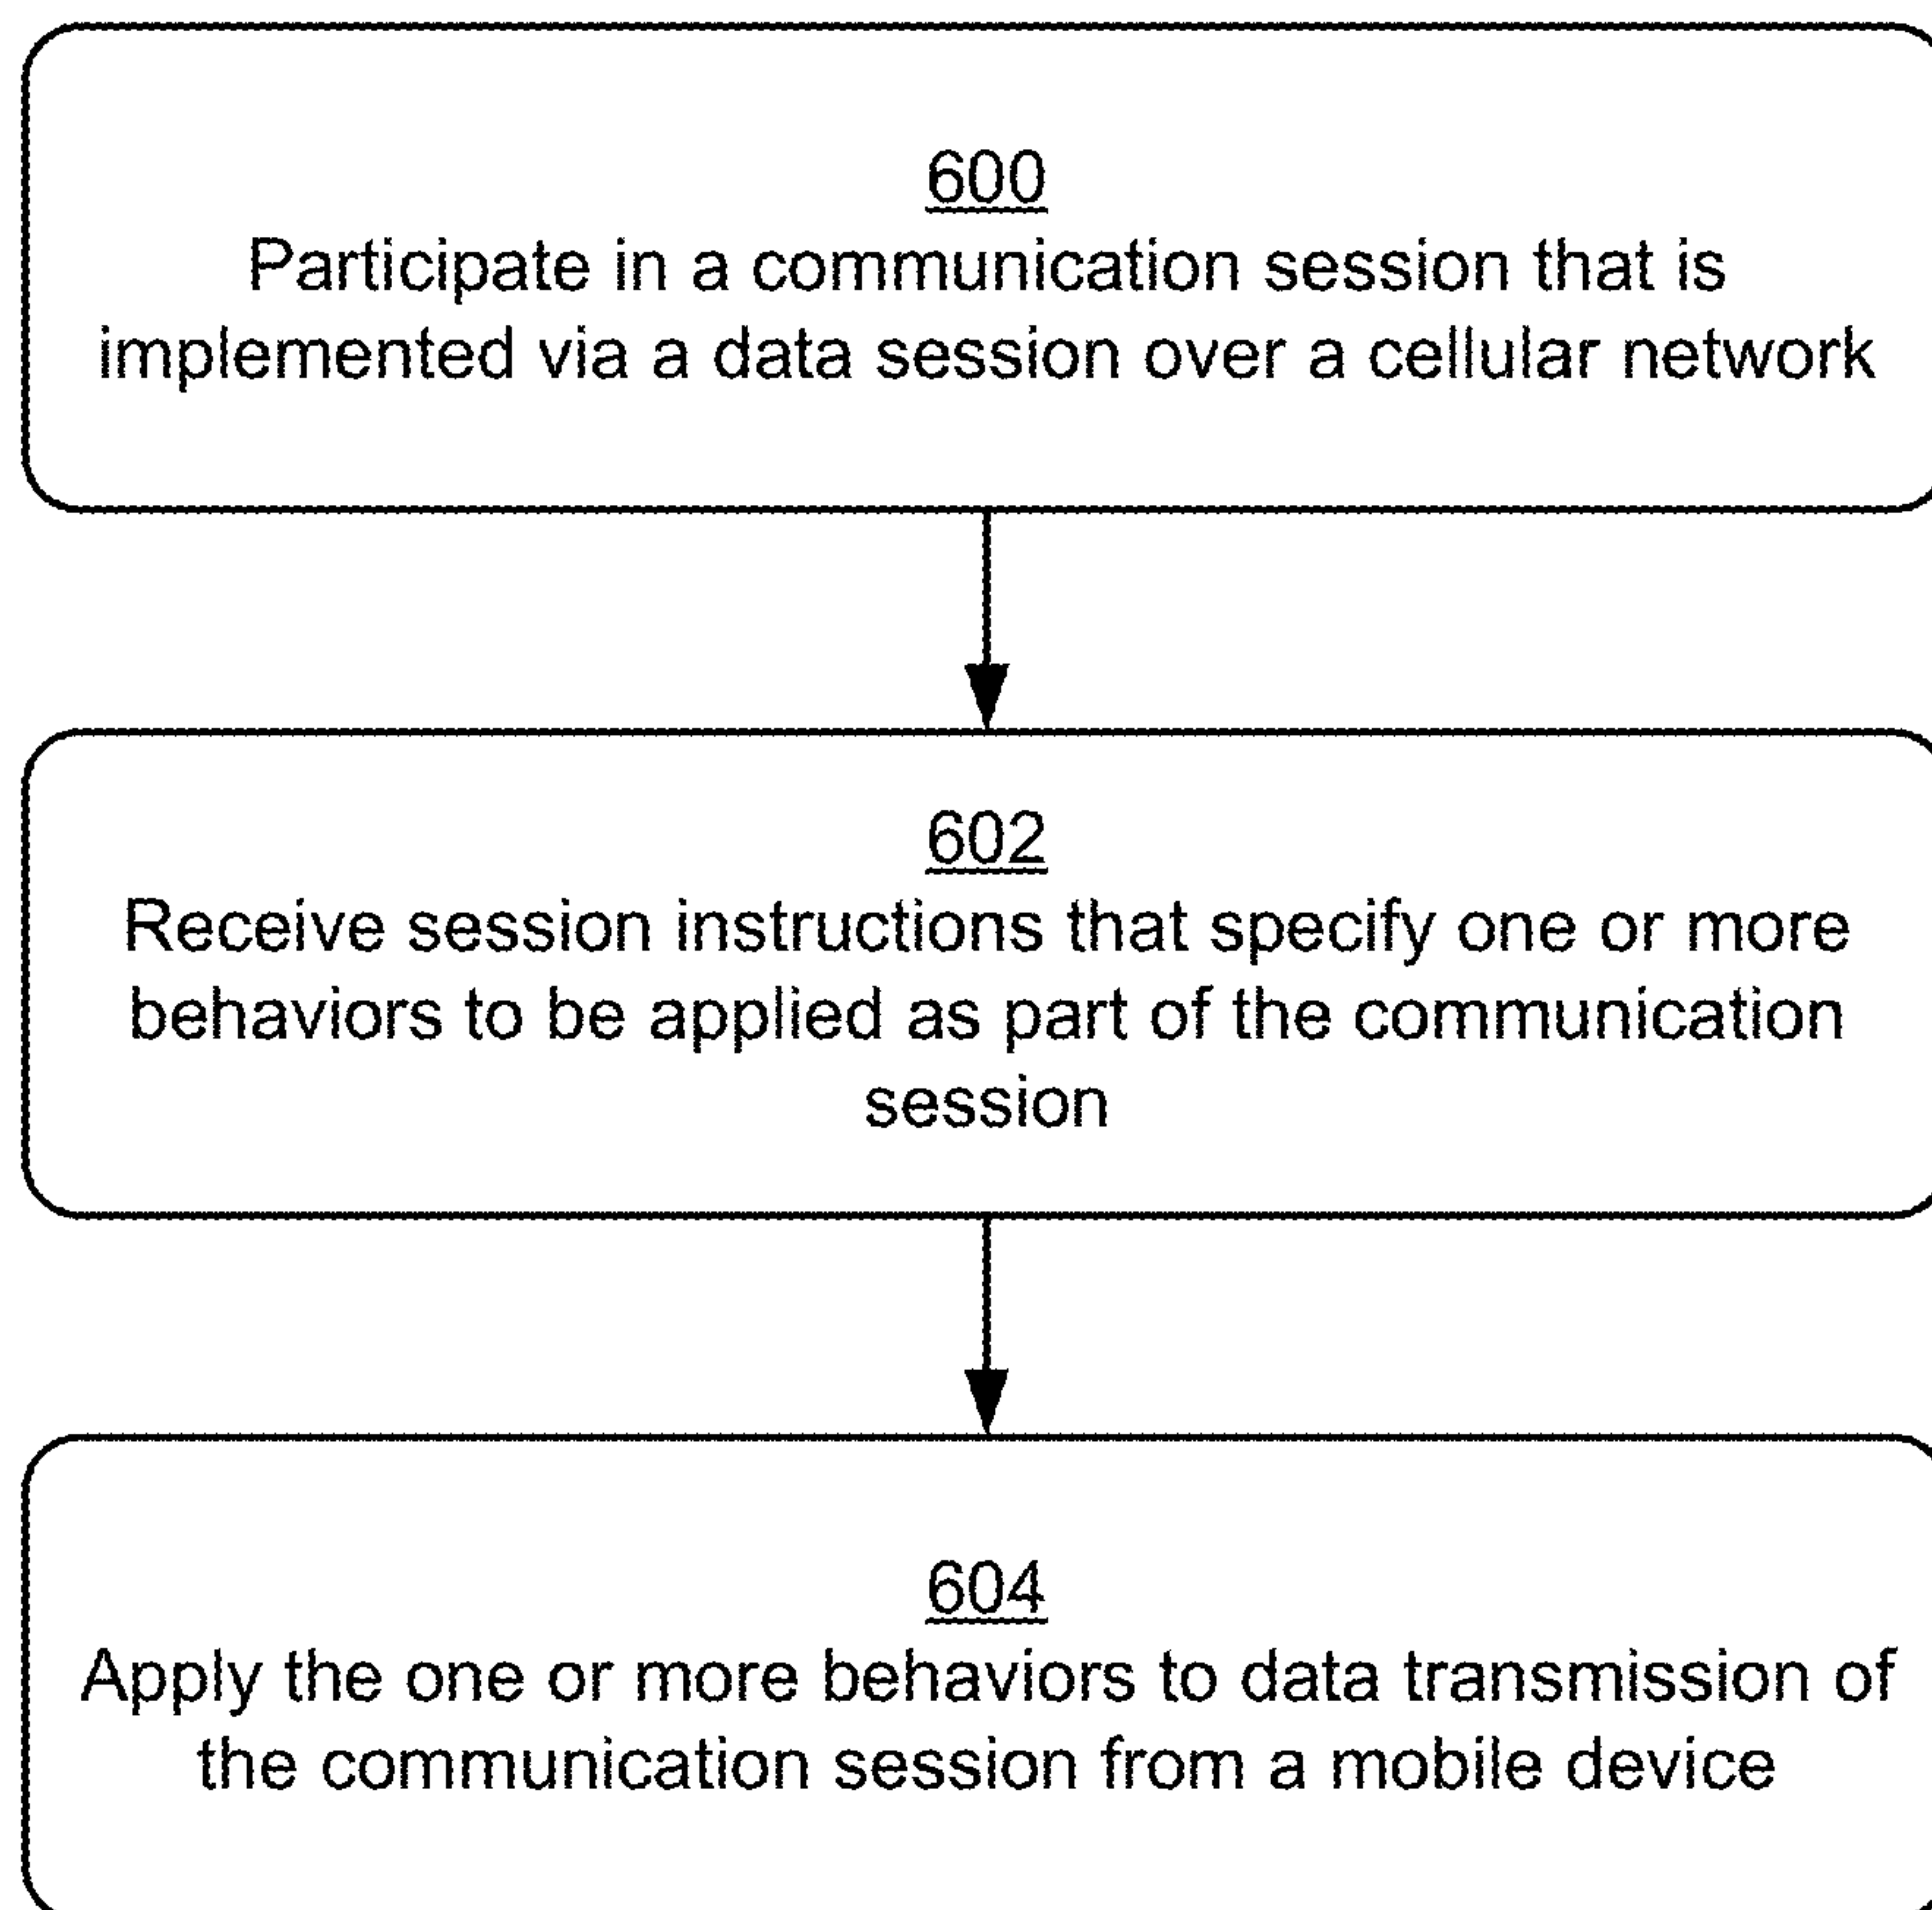 600
Participate in a communication session that is
implemented via a data session over a cellular network
602
Receive session instructions that specify one or more
behaviors to be applied as part of the communication
session
604
Apply the one or more behaviors to data transmission of
the communication session from a mobile device